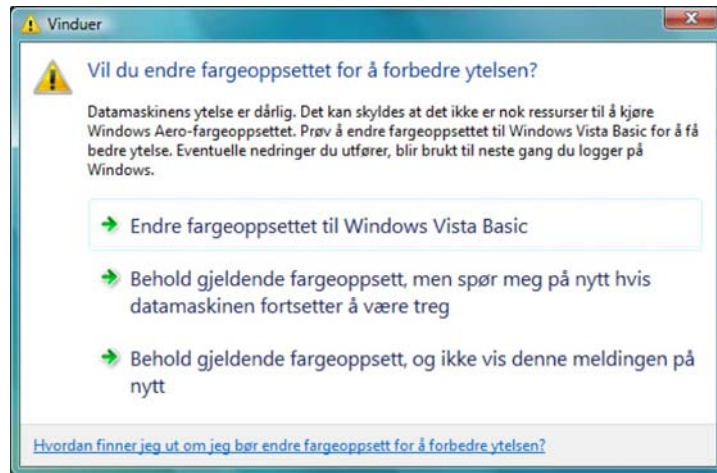 Vinduer
Vil du endre fargeoppsettet for å forbedre ytelsen?
Datamaskinens ytelse er dårlig. Det kan skyldes at det ikke er nok ressurser til å kjøre
Windows Aero-fargeoppsettet. Prøv å endre fargeoppsettet til Windows Vista Basic for å få
bedre ytelse. Eventuelle nedringer du utfører, blir brukt til neste gang du logger på
Windows.
Endre fargeoppsettet til Windows Vista Basic
Behold gjeldende fargeoppsett, men spør meg på nytt hvis
datamaskinen fortsetter å være treg
Behold gjeldende fargeoppsett, og ikke vis denne meldingen på
nytt
Hvordan finner jeg ut om jeg bør endre fargeoppsett for å forbedre ytelsen?